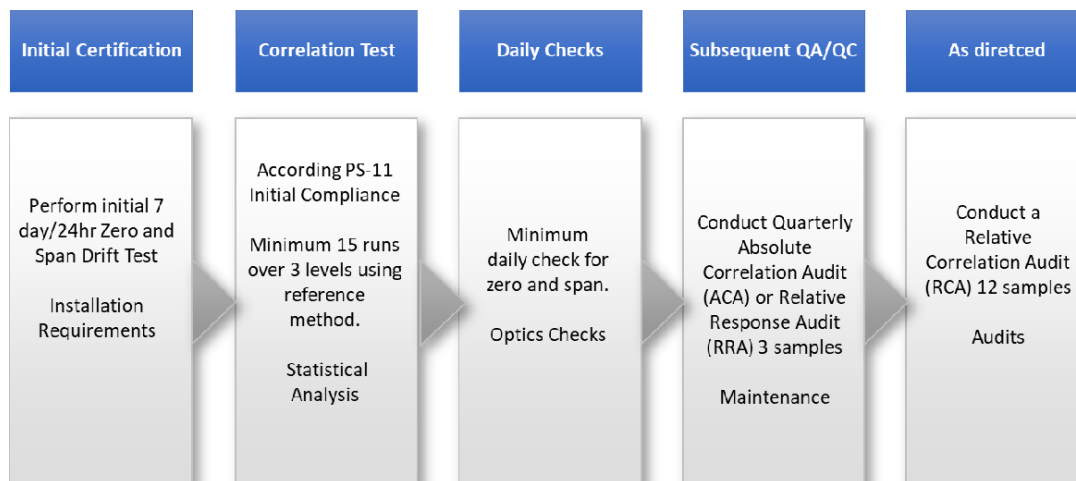 Initial Certification
Perform initial 7
day/24hr Zero and
Span Drift Test
Installation
Requirements
Correlation Test
According PS-11
Initial Compliance
Minimum 15 runs
over 3 levels using
reference
method.
Statistical
Analysis
Daily Checks
Minimum
daily check for
zero and span.
Optics Checks
Subsequent QA/QC
Conduct Quarterly
Absolute
Correlation Audit
(ACA) or Relative
Response Audit
(RRA) 3 samples
Maintenance
As diretced
Conduct a
Relative
Correlation Audit
(RCA) 12 samples
Audits